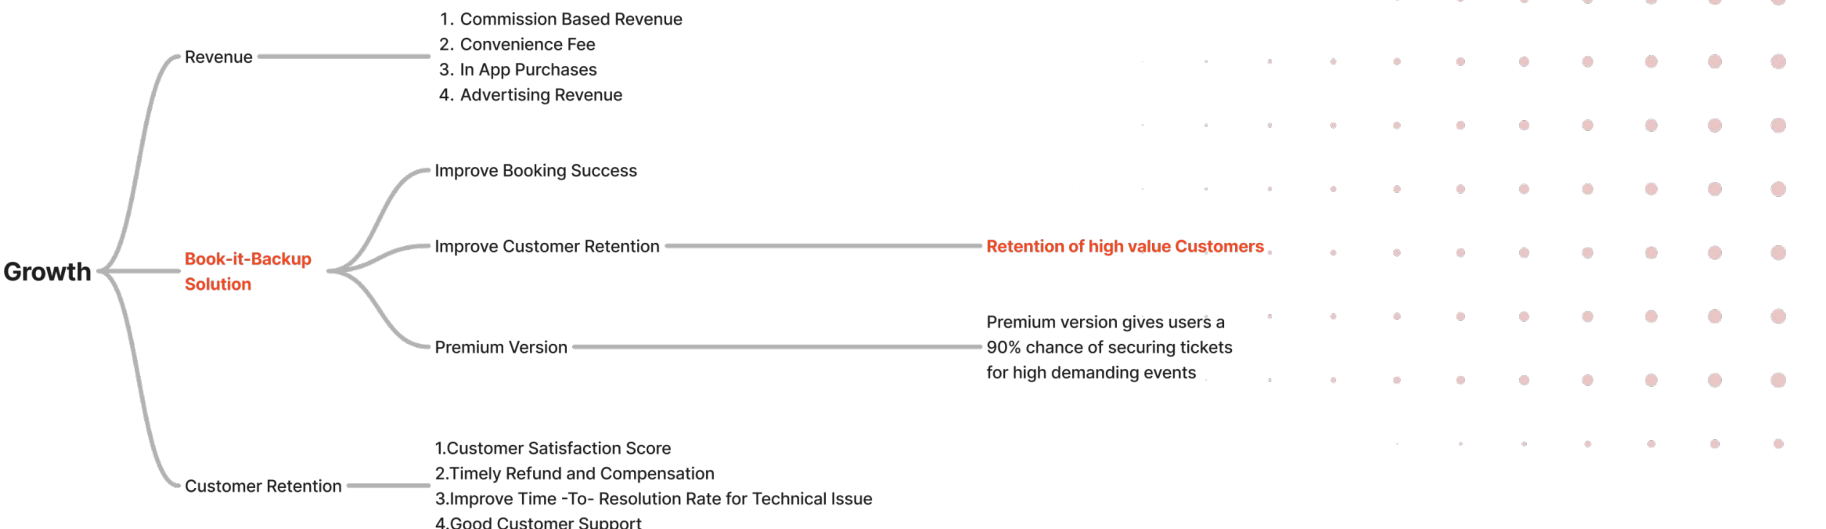 1. Commission Based Revenue
2. Convenience Fee
3. In App Purchases
4. Advertising Revenue
Revenue
Improve Booking Success
Growth
Book-it-Backup
Solution
Improve Customer Retention
Retention of high value Customers
Premium Version
Premium version gives users a
90% chance of securing tickets
for high demanding events
Customer Retention
1.Customer Satisfaction Score
2.Timely Refund and Compensation
3.Improve Time -To- Resolution Rate for Technical Issue
4.Good Customer Support